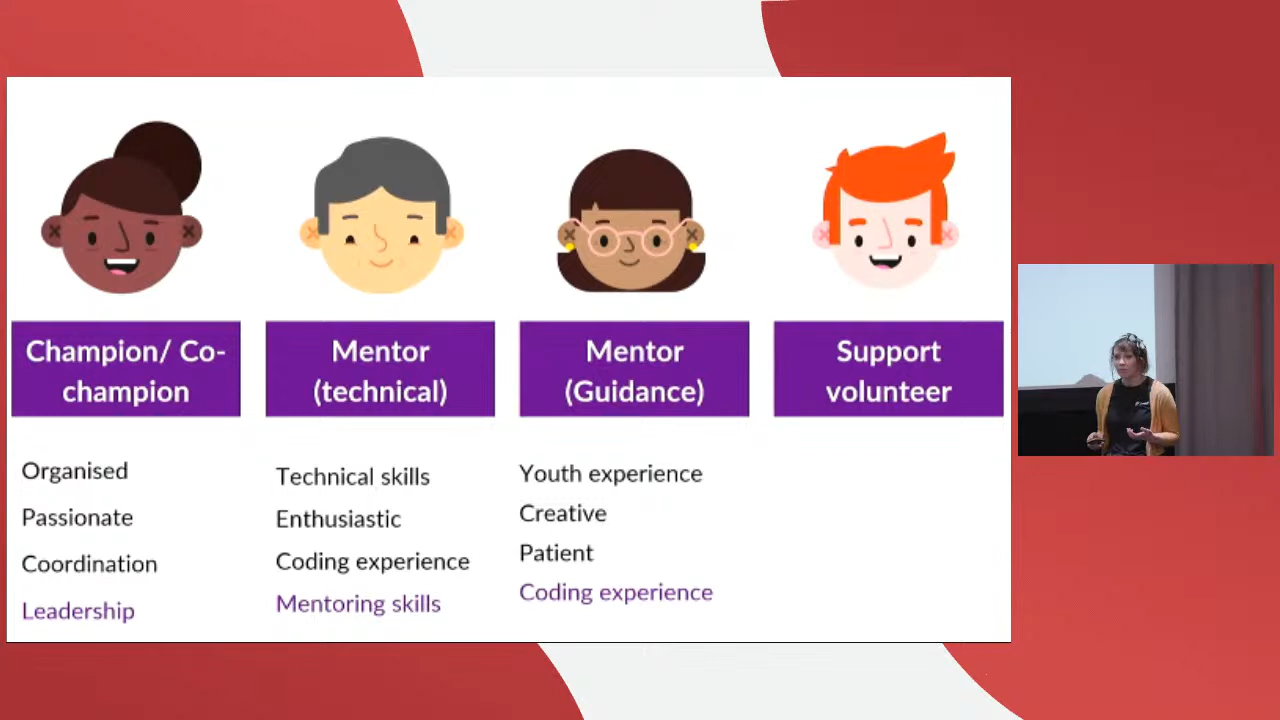 Champion/ Co-
champion
Mentor
(technical)
Mentor
(Guidance)
Support
volunteer
Organised
Passionate
Coordination
Leadership
Technical skills
Enthusiastic
Coding experience
Mentoring skills
Youth experience
Creative
Patient
Coding experience